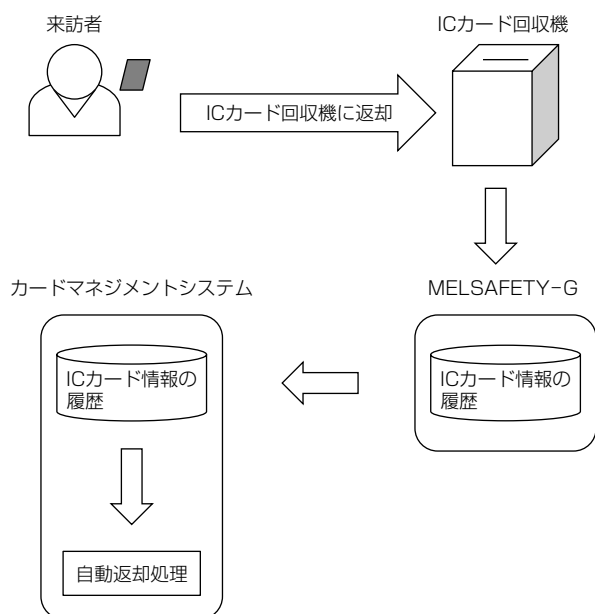 来訪者
ICカード回収機
ICカード回収機に返却
カードマネジメントシステム
MELSAFETY-G
ICカード情報の
履歴
ICカード情報の
履歴
自動返却処理